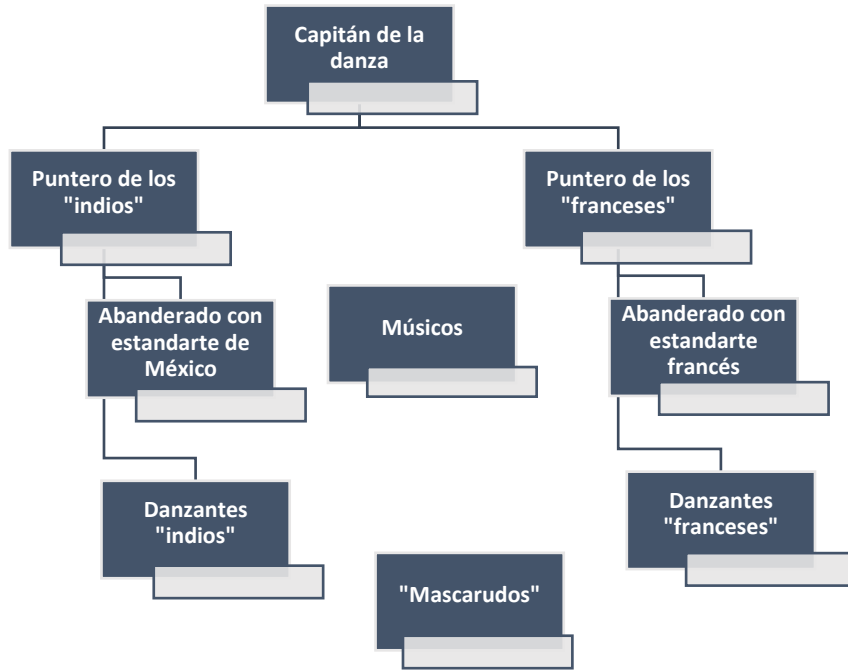 Capitán de la
danza
Puntero de los
"indios"
Puntero de los
"franceses"
Abanderado con
estandarte de
México
Músicos
Abanderado con
estandarte
francés
Danzantes
"indios"
Danzantes
"franceses"
"Mascarudos"